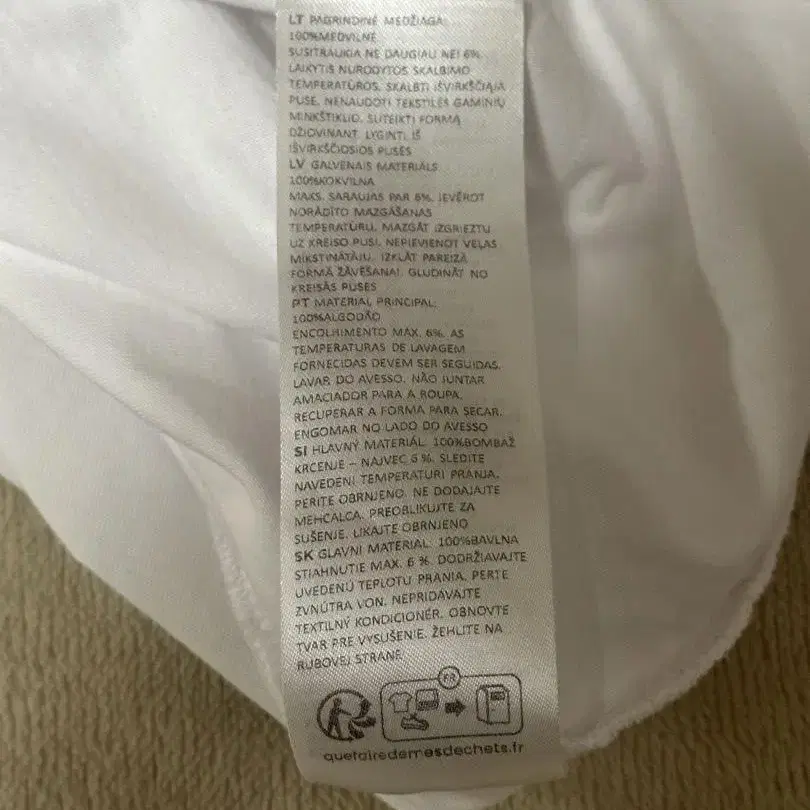 LT PAGRINDINĖ MEDŽIAGA:
100%MEDVILNĖ
SUSITRAUKIA NE DAUGIAU NEI 6%.
LAIKYTIS NURODYTOS SKALBIMO
TEMPERATŪROS. SKALBTI IŠVIRKŠČIĄJA
PUSE. NENAUDOTI TEKSTILĖS GAMINIŲ
MINKŠTIKLIO. SUTEIKTI FORMĄ
DŽIOVINANT. LYGINTI IŠ
IŠVIRKŠČIOSIOS PUSĖS
LV GALVENAIS MATERIĀLS:
100%KOKVILNA
MAKS. SARAUJAS PAR 6%. IEVĒROT
NORĀDĪTO MAZGĀŠANAS
TEMPERATŪRU. MAZGĀT IZGRIEZTU
UZ KREISO PUSI. NEPIEVIENOT VEĻAS
MĪKSTINĀTĀJU. IZKLĀT PAREIZĀ
FORMĀ ŽĀVĒŠANAI. GLUDINĀT NO
KREISĀS PUSES
PT MATERIAL PRINCIPAL:
100%ALGODÃO
ENCOLHIMENTO MAX. 6%. AS
TEMPERATURAS DE LAVAGEM
FORNECIDAS DEVEM SER SEGUIDAS.
LAVAR DO AVESSO. NÃO JUNTAR
AMACIADOR PARA A ROUPA.
RECUPERAR A FORMA PARA SECAR.
ENGOMAR NO LADO DO AVESSO
SI HLAVNÝ MATERIÁL: 100%BOMBAŽ
KRČENJE – NAJVEČ 6 %. SLEDITE
NAVEDENI TEMPERATURI PRANJA.
PERITE OBRNJENO. NE DODAJAJTE
MEHČALCA. PREOBLIKUJTE ZA
SUŠENJE. LIKAJTE OBRNJENO
SK GLAVNI MATERIAL: 100%BAVLNA
STIAHNUTIE MAX. 6 %. DODRŽIAVAJTE
UVEDENÚ TEPLOTU PRANIA. PERTE
ZVNÚTRA VON. NEPRIDÁVAJTE
TEXTILNÝ KONDICIONÉR. OBNOVTE
TVAR PRE VYSUŠENIE. ŽEHLITE NA
RUBOVEJ STRANE.
FR
quefairedemesdechets.fr